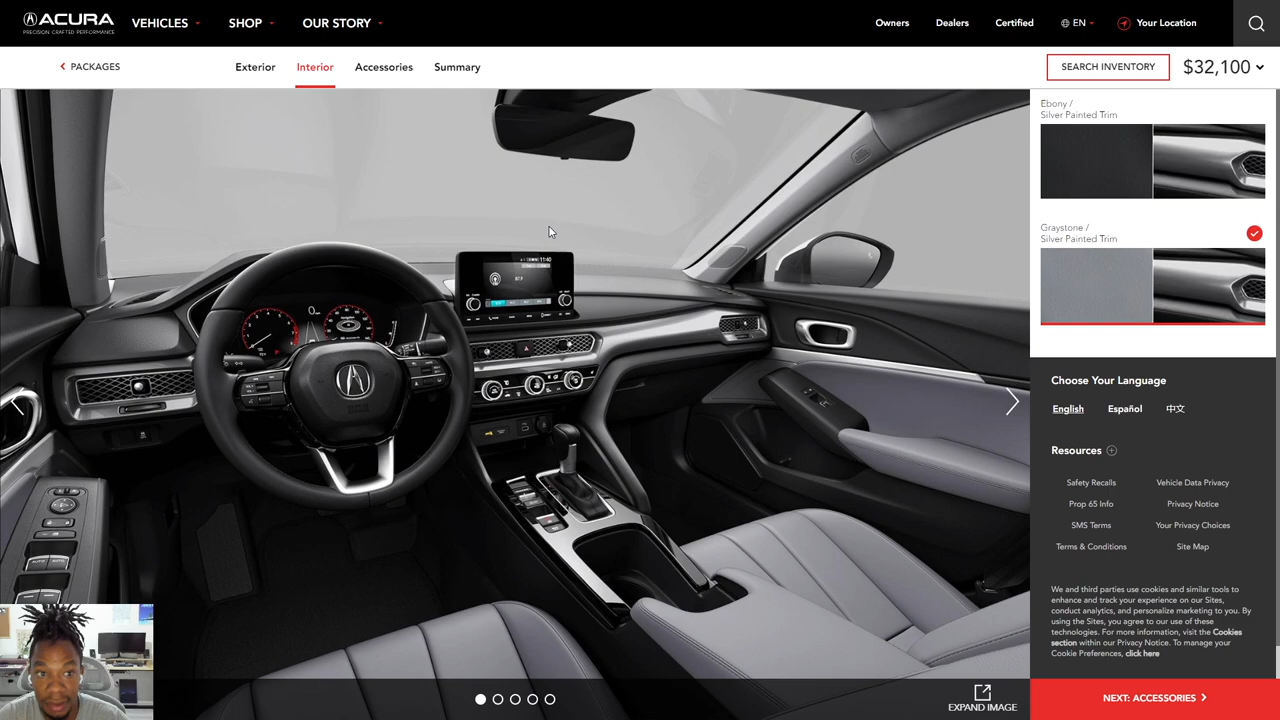 ACURA
PRECISION CRAFTED PERFORMANCE
VEHICLES
SHOP
OUR STORY
Owners
Dealers
Certified
EN
Your Location
PACKAGES
Exterior
Interior
Accessories
Summary
SEARCH INVENTORY
$32,100
Ebony /
Silver Painted Trim
Graystone /
Silver Painted Trim
11:40
87.9
Choose Your Language
English
Español
中文
Resources
Safety Recalls
Vehicle Data Privacy
Prop 65 Info
Privacy Notice
SMS Terms
Your Privacy Choices
Terms & Conditions
Site Map
We and third parties use cookies and similar tools to
enhance and track your experience on our Sites,
conduct analytics, and personalize marketing to you. By
using the Sites, you agree to our use of these
technologies. For more information, visit the Cookies
section within our Privacy Notice. To manage your
Cookie Preferences, click here
EXPAND IMAGE
NEXT: ACCESSORIES